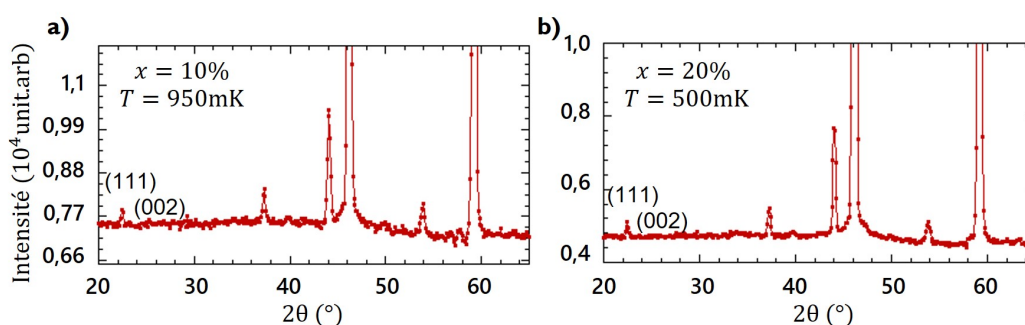 a)
Intensité (10⁴unit.arb)
1,1
0,99
0,88
0,77
0,66
x = 10%
T = 950mK
(111)
(002)
20 30 40 50 60
2θ (°)
b)
1,0
0,8
0,6
0,4
x = 20%
T = 500mK
(111)
(002)
20 30 40 50 60
2θ (°)